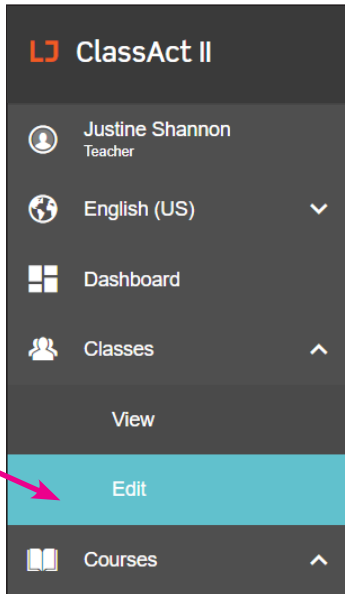 LJ ClassAct II
Justine Shannon
Teacher
English (US)
Dashboard
Classes
View
Edit
Courses